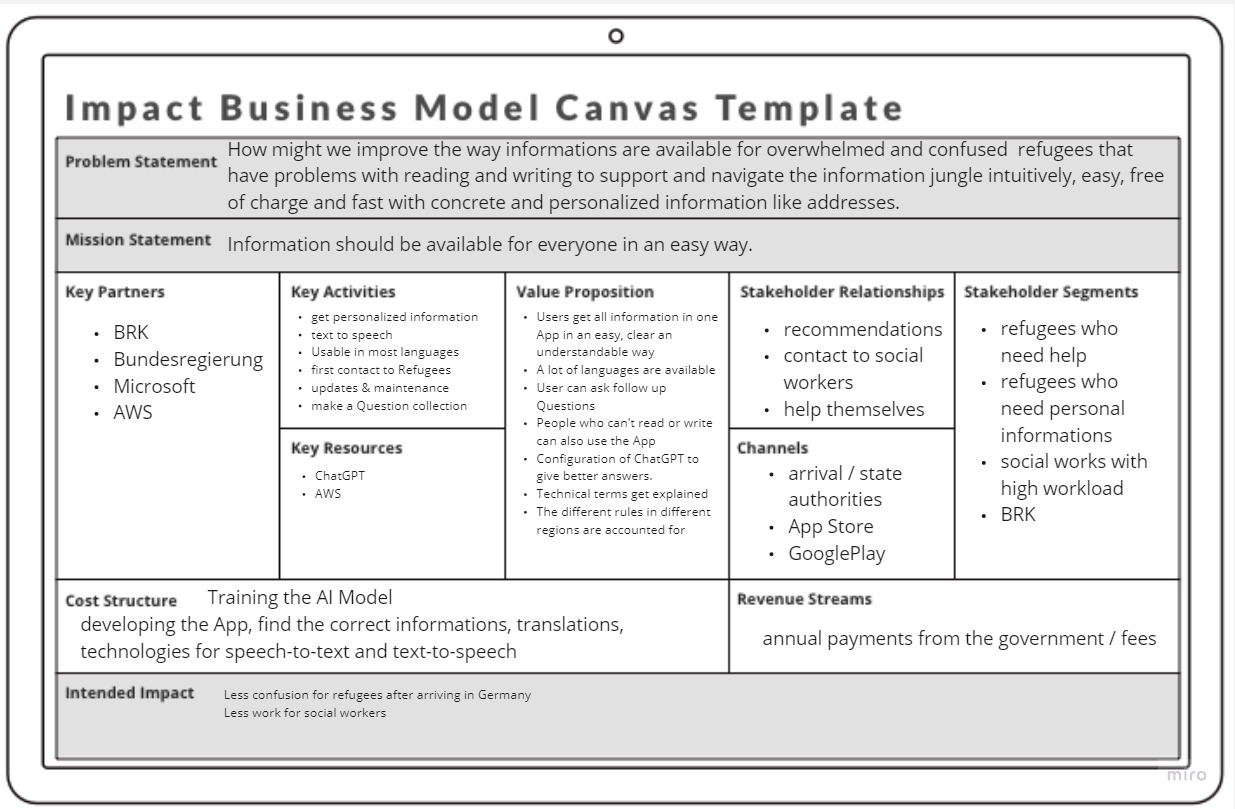 Impact Business Model Canvas Template
Problem Statement
How might we improve the way informations are available for overwhelmed and confused refugees that
have problems with reading and writing to support and navigate the information jungle intuitively, easy, free
of charge and fast with concrete and personalized information like addresses.
Mission Statement
Information should be available for everyone in an easy way.
Key Partners
• BRK
• Bundesregierung
• Microsoft
• AWS
Key Activities
• get personalized information
• text to speech
• Usable in most languages
• first contact to Refugees
• updates & maintenance
• make a Question collection
Key Resources
• ChatGPT
• AWS
Value Proposition
• Users get all information in one
App in an easy, clear an
understandable way
• A lot of languages are available
• User can ask follow up
Questions
• People who can't read or write
can also use the App
• Configuration of ChatGPT to
give better answers.
• Technical terms get explained
• The different rules in different
regions are accounted for
Stakeholder Relationships
• recommendations
• contact to social
workers
• help themselves
Channels
• arrival / state
authorities
• App Store
• GooglePlay
Stakeholder Segments
• refugees who
need help
• refugees who
need personal
informations
• social works with
high workload
• BRK
Cost Structure
Training the AI Model
developing the App, find the correct informations, translations,
technologies for speech-to-text and text-to-speech
Revenue Streams
annual payments from the government / fees
Intended Impact
Less confusion for refugees after arriving in Germany
Less work for social workers
miro